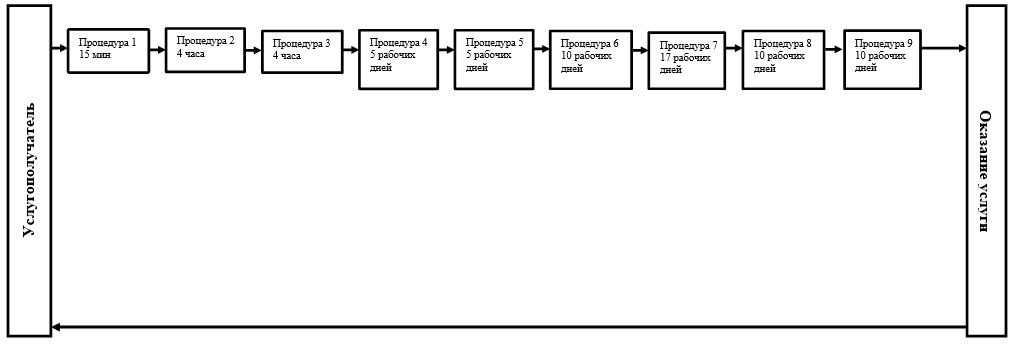 Услугополучатель
Процедура 1
15 мин
Процедура 2
4 часа
Процедура 3
4 часа
Процедура 4
5 рабочих
дней
Процедура 5
5 рабочих
дней
Процедура 6
10 рабочих
дней
Процедура 7
17 рабочих
дней
Процедура 8
10 рабочих
дней
Процедура 9
10 рабочих
дней
Оказание услуги